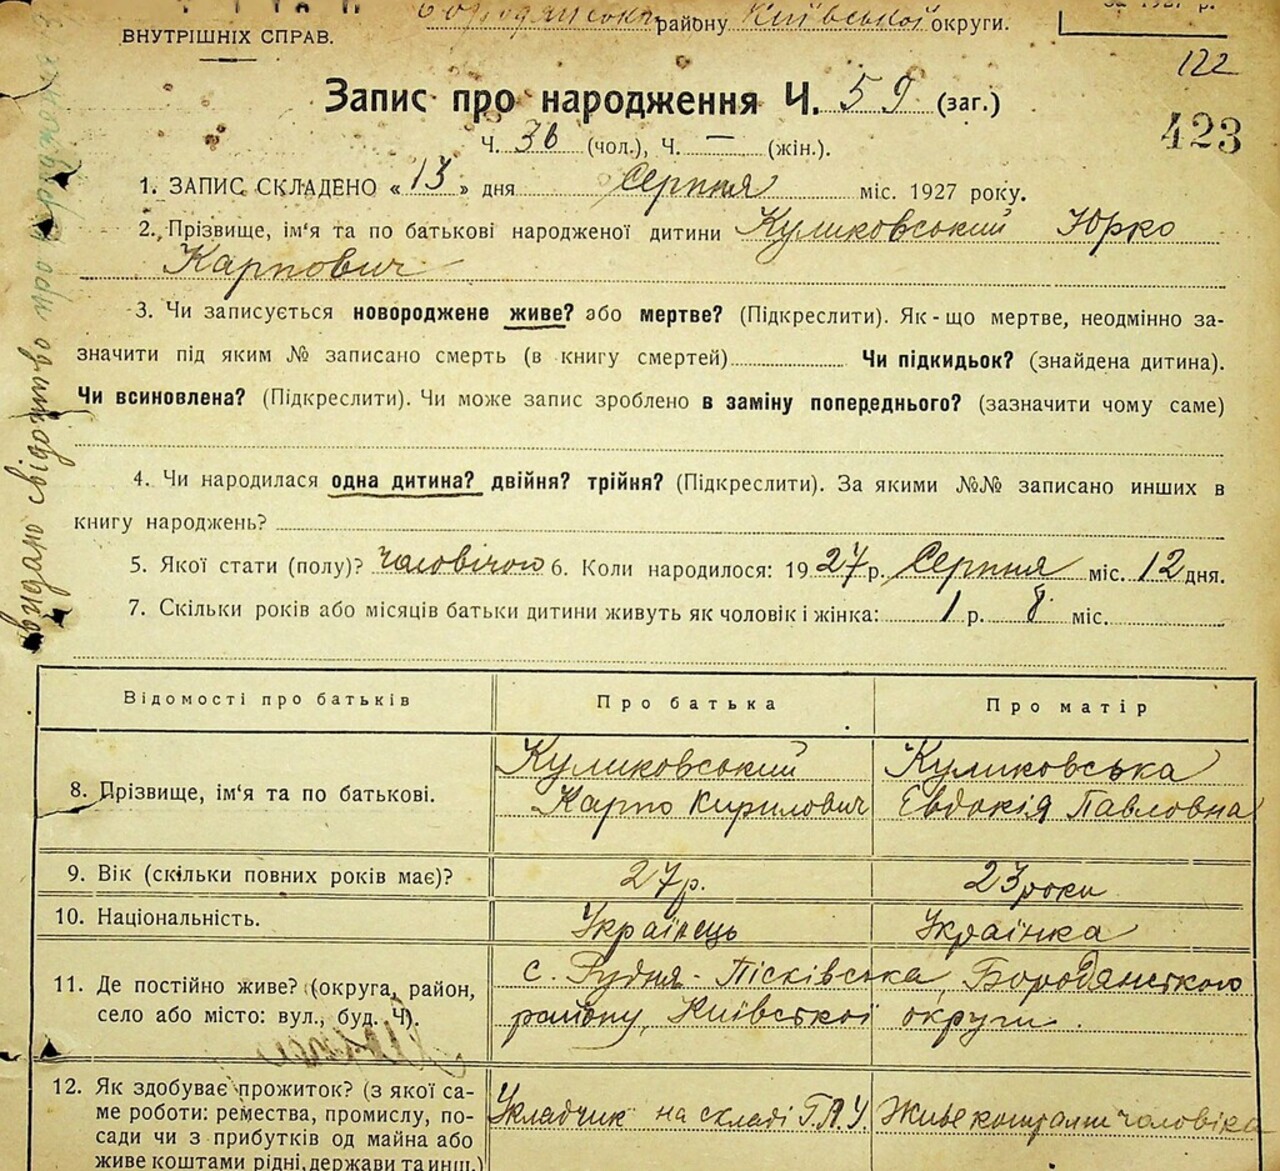 ВНУТРІШНІХ СПРАВ.
району Київської округи.
122
Запис про народження Ч. 59 (заг.)
423
Ч. 36 (чол.), Ч. — (жін.).
1. ЗАПИС СКЛАДЕНО «13» дня Серпня міс. 1927 року.
2. Прізвище, ім'я та по батькові народженої дитини Куликовський Юрко
Карпович
3. Чи записується новороджене живе? або мертве? (Підкреслити). Як-що мертве, неодмінно за-
значити під яким № записано смерть (в книгу смертей) Чи підкидьок? (знайдена дитина).
Чи всиновлена? (Підкреслити). Чи може запис зроблено в заміну попереднього? (зазначити чому саме)
4. Чи народилася одна дитина? двійня? трійня? (Підкреслити). За якими №№ записано инших в
книгу народжень?
5. Якої стати (полу)? чоловічого 6. Коли народилося: 1927 р. Серпня міс. 12 дня.
7. Скільки років або місяців батьки дитини живуть як чоловік і жінка: 1 р. 8 міс.
видано свідоцтво про
Відомості про батьків Про батька Про матір
8. Прізвище, ім'я та по батькові. Куликовський Карпо Кирилович Куликовська Евдокія Павловна
9. Вік (скільки повних років має)? 27 р. 23 роки
10. Національність. Українець Українка
11. Де постійно живе? (округа, район, с. Рудня-Пісківська, Бородянського
село або місто: вул., буд. Ч). району, Київської округи.
12. Як здобуває прожиток? (з якої са-
ме роботи: ремества, промислу, по- Укладчик на складі Живе коштами чоловіка
сади чи з прибутків од майна або
живе коштами рідні, держави та инш.)